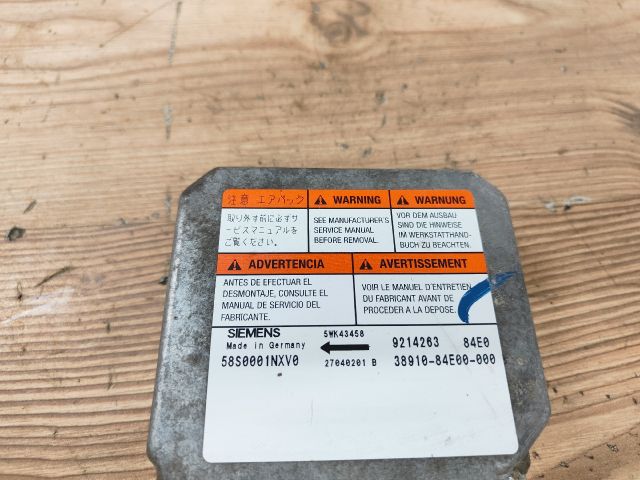 注意 エアバック
取り外す前に必ずサ
ービスマニュアルを
ご覧ください。
WARNING
SEE MANUFACTURER'S
SERVICE MANUAL
BEFORE REMOVAL.
WARNUNG
VOR DEM AUSBAU
SIND DIE HINWEISE
IM WERKSTATTHAND-
BUCH ZU BEACHTEN.
ADVERTENCIA
ANTES DE EFECTUAR EL
DESMONTAJE, CONSULTE EL
MANUAL DE SERVICIO DEL
FABRICANTE.
AVERTISSEMENT
VOIR LE MANUEL D'ENTRETIEN
DU FABRICANT AVANT DE
PROCEDER A LA DEPOSE.
SIEMENS 5WK43458 9214263 84E0
Made in Germany
58S0001NXV0 27040201 B 38910-84E00-000